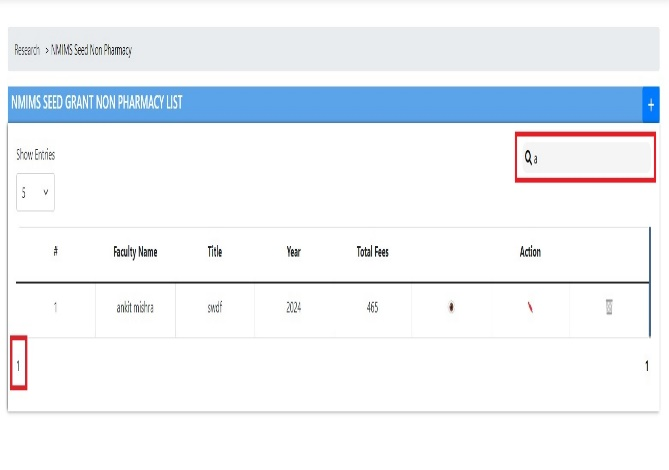 Research > NMIMS Seed Non Pharmacy
NMIMS SEED GRANT NON PHARMACY LIST +
Show Entries
a
5
# Faculty Name Title Year Total Fees Action
1 ankit mishra swdf 2024 465
1 1